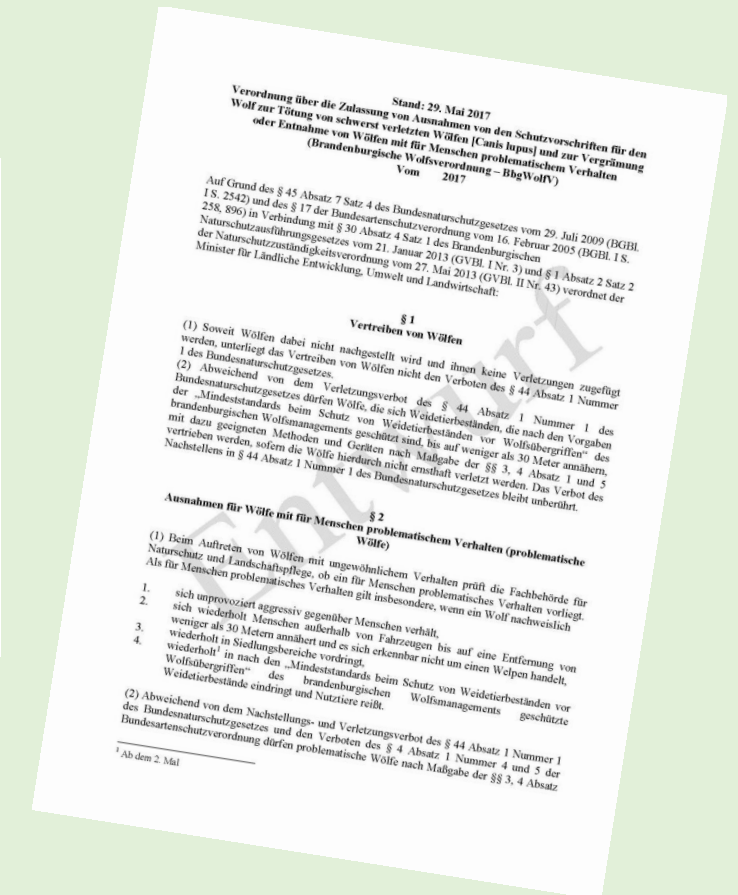 Stand: 29. Mai 2017
Verordnung über die Zulassung von Ausnahmen von den Schutzvorschriften für den
Wolf zur Tötung von schwerst verletzten Wölfen [Canis lupus] und zur Vergrämung
oder Entnahme von Wölfen mit für Menschen problematischem Verhalten
(Brandenburgische Wolfsverordnung – BbgWolfV)
Vom 2017
Auf Grund des § 45 Absatz 7 Satz 4 des Bundesnaturschutzgesetzes vom 29. Juli 2009 (BGBl.
I S. 2542) und des § 17 der Bundesartenschutzverordnung vom 16. Februar 2005 (BGBl. I S.
258, 896) in Verbindung mit § 30 Absatz 4 Satz 1 des Brandenburgischen
Naturschutzausführungsgesetzes vom 21. Januar 2013 (GVBl. I Nr. 3) und § 1 Absatz 2 Satz 2
der Naturschutzzuständigkeitsverordnung vom 27. Mai 2013 (GVBl. II Nr. 43) verordnet der
Minister für Ländliche Entwicklung, Umwelt und Landwirtschaft:
§ 1
Vertreiben von Wölfen
(1) Soweit Wölfen dabei nicht nachgestellt wird und ihnen keine Verletzungen zugefügt
werden, unterliegt das Vertreiben von Wölfen nicht den Verboten des § 44 Absatz 1 Nummer
1 des Bundesnaturschutzgesetzes.
(2) Abweichend von dem Verletzungsverbot des § 44 Absatz 1 Nummer 1 des
Bundesnaturschutzgesetzes dürfen Wölfe, die sich Weidetierbeständen, die nach den Vorgaben
der „Mindeststandards beim Schutz von Weidetierbeständen vor Wolfsübergriffen“ des
brandenburgischen Wolfsmanagements geschützt sind, bis auf weniger als 30 Meter annähern,
mit dazu geeigneten Methoden und Geräten nach Maßgabe der §§ 3, 4 Absatz 1 und 5
vertrieben werden, sofern die Wölfe hierdurch nicht ernsthaft verletzt werden. Das Verbot des
Nachstellens in § 44 Absatz 1 Nummer 1 des Bundesnaturschutzgesetzes bleibt unberührt.
§ 2
Ausnahmen für Wölfe mit für Menschen problematischem Verhalten (problematische
Wölfe)
(1) Beim Auftreten von Wölfen mit ungewöhnlichem Verhalten prüft die Fachbehörde für
Naturschutz und Landschaftspflege, ob ein für Menschen problematisches Verhalten vorliegt.
Als für Menschen problematisches Verhalten gilt insbesondere, wenn ein Wolf nachweislich
1. sich unprovoziert aggressiv gegenüber Menschen verhält,
2. sich wiederholt Menschen außerhalb von Fahrzeugen bis auf eine Entfernung von
weniger als 30 Metern annähert und es sich erkennbar nicht um einen Welpen handelt,
3. wiederholt in Siedlungsbereiche vordringt,
4. wiederholt¹ in nach den „Mindeststandards beim Schutz von Weidetierbeständen vor
Wolfsübergriffen“ des brandenburgischen Wolfsmanagements geschützte
Weidetierbestände eindringt und Nutztiere reißt.
(2) Abweichend von dem Nachstellungs- und Verletzungsverbot des § 44 Absatz 1 Nummer 1
des Bundesnaturschutzgesetzes und den Verboten des § 4 Absatz 1 Nummer 4 und 5 der
Bundesartenschutzverordnung dürfen problematische Wölfe nach Maßgabe der §§ 3, 4 Absatz
¹ Ab dem 2. Mal
Entwurf